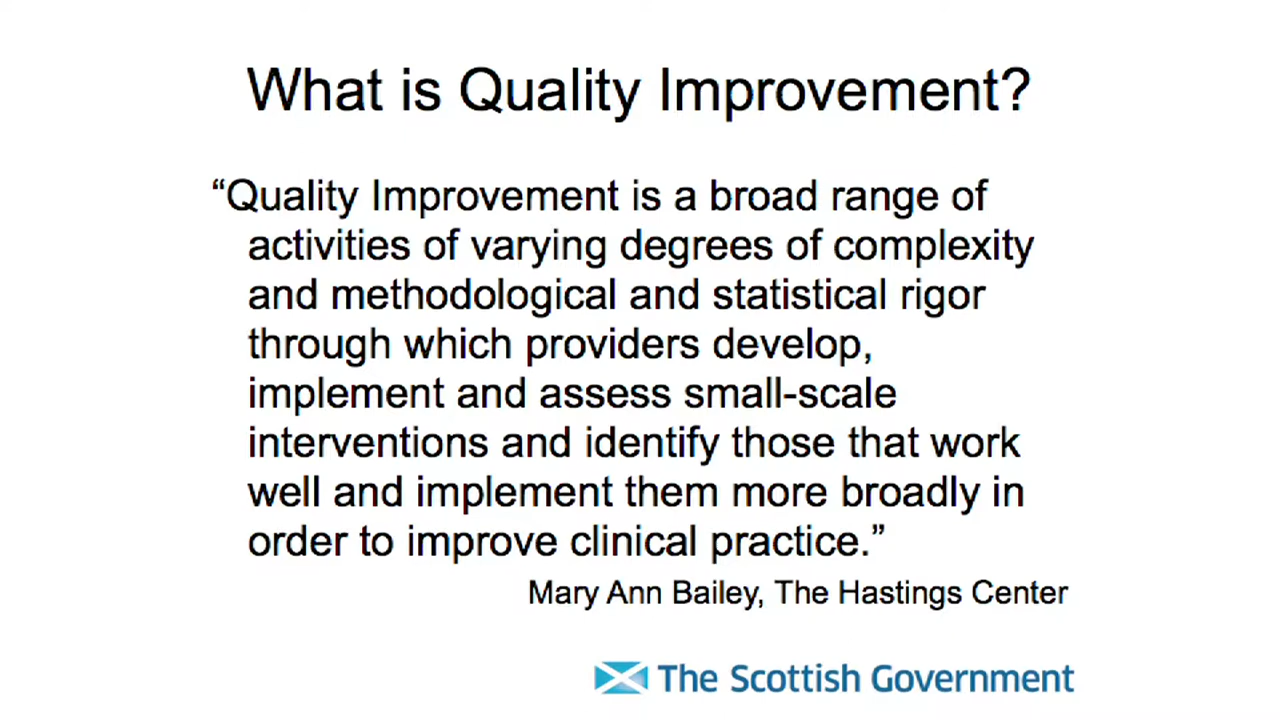 What is Quality Improvement?
“Quality Improvement is a broad range of
activities of varying degrees of complexity
and methodological and statistical rigor
through which providers develop,
implement and assess small-scale
interventions and identify those that work
well and implement them more broadly in
order to improve clinical practice.”
Mary Ann Bailey, The Hastings Center
The Scottish Government